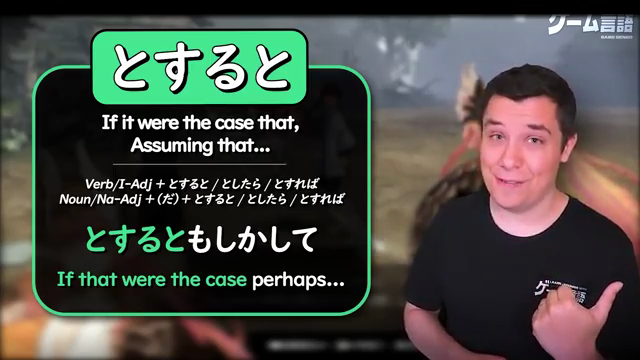 ゲーム言語
GAME GENGO
とすると
If it were the case that,
Assuming that...
Verb/I-Adj + とすると / としたら / とすれば
Noun/Na-Adj + (だ) + とすると / としたら / とすれば
とするともしかして
If that were the case perhaps...